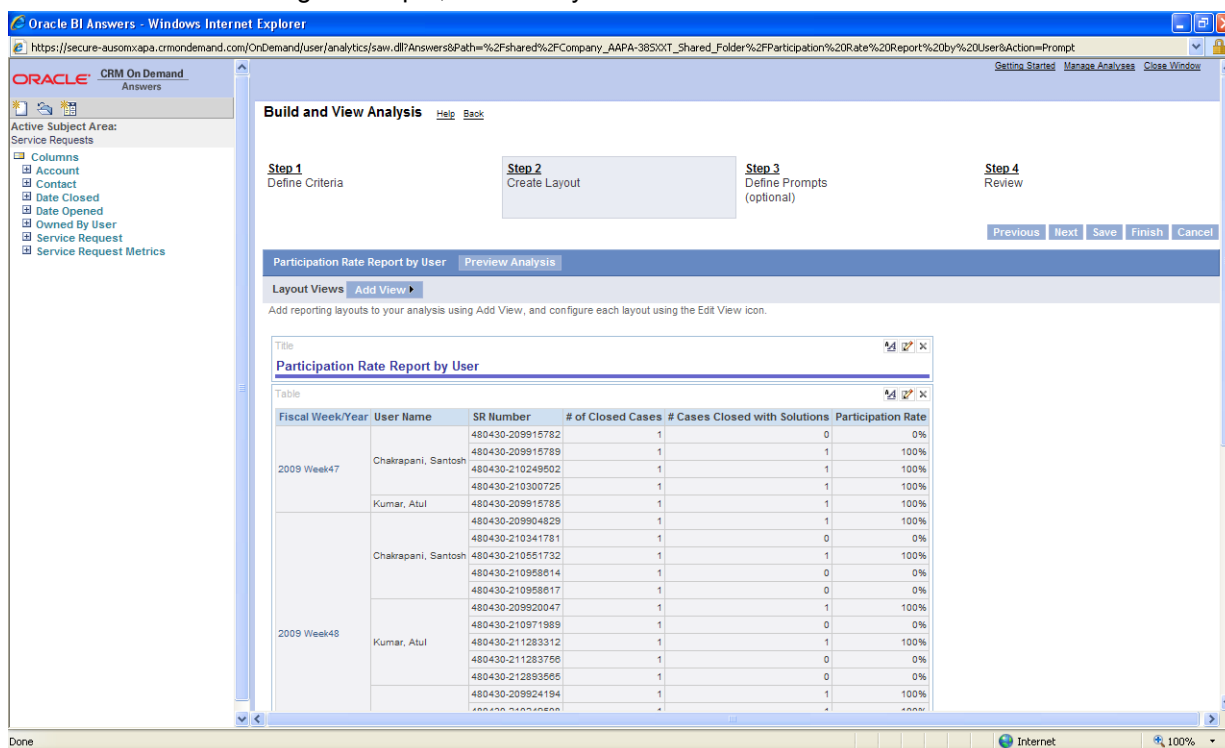 Oracle BI Answers - Windows Internet Explorer
https://secure-ausomxapa.crmondemand.com/OnDemand/user/analytics/saw.dll?Answers&Path=%2Fshared%2FCompany_AAPA-385XXT_Shared_Folder%2FParticipation%20Rate%20Report%20by%20User&Action=Prompt
ORACLE CRM On Demand
Answers
Getting Started Manage Analyses Close Window
Active Subject Area:
Service Requests
Columns
Account
Contact
Date Closed
Date Opened
Owned By User
Service Request
Service Request Metrics
Build and View Analysis Help Back
Step 1 Step 2 Step 3 Step 4
Define Criteria Create Layout Define Prompts Review
(optional)
Previous Next Save Finish Cancel
Participation Rate Report by User Preview Analysis
Layout Views Add View
Add reporting layouts to your analysis using Add View, and configure each layout using the Edit View icon.
Title
Participation Rate Report by User
Table
Fiscal Week/Year User Name SR Number # of Closed Cases # Cases Closed with Solutions Participation Rate
2009 Week47 Chakrapani, Santosh 480430-209915782 1 0 0%
480430-209915789 1 1 100%
480430-210249502 1 1 100%
480430-210300725 1 1 100%
Kumar, Atul 480430-209915785 1 1 100%
2009 Week48 Chakrapani, Santosh 480430-209904829 1 1 100%
480430-210341781 1 0 0%
480430-210551732 1 1 100%
480430-210958614 1 0 0%
480430-210958617 1 0 0%
Kumar, Atul 480430-209920047 1 1 100%
480430-210971989 1 0 0%
480430-211283312 1 1 100%
480430-211283756 1 0 0%
480430-212893565 1 0 0%
480430-209924194 1 1 100%
Done Internet 100%